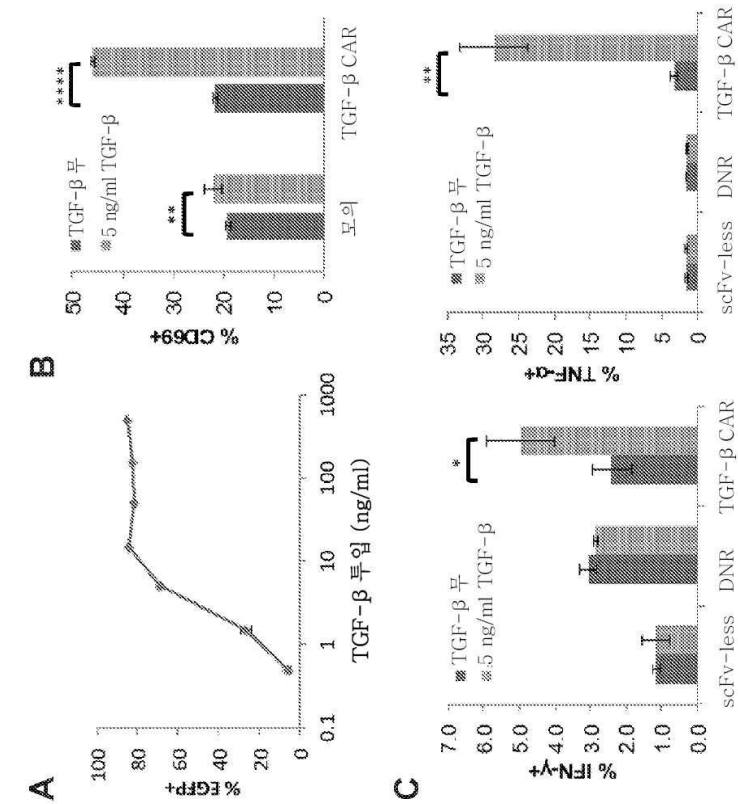 A
% EGFP+
100
80
60
40
20
0
0.1
1
10
100
1000
TGF-β 투입 (ng/ml)
B
% CD69+
50
40
30
20
10
0
■TGF-β 무
■5 ng/ml TGF-β
**
****
모의
TGF-β CAR
C
% IFN-γ+
7.0
6.0
5.0
4.0
3.0
2.0
1.0
0.0
■TGF-β 무
■5 ng/ml TGF-β
*
scFv-less
DNR
TGF-β CAR
% TNF-α+
35
30
25
20
15
10
5
0
■TGF-β 무
■5 ng/ml TGF-β
**
scFv-less
DNR
TGF-β CAR